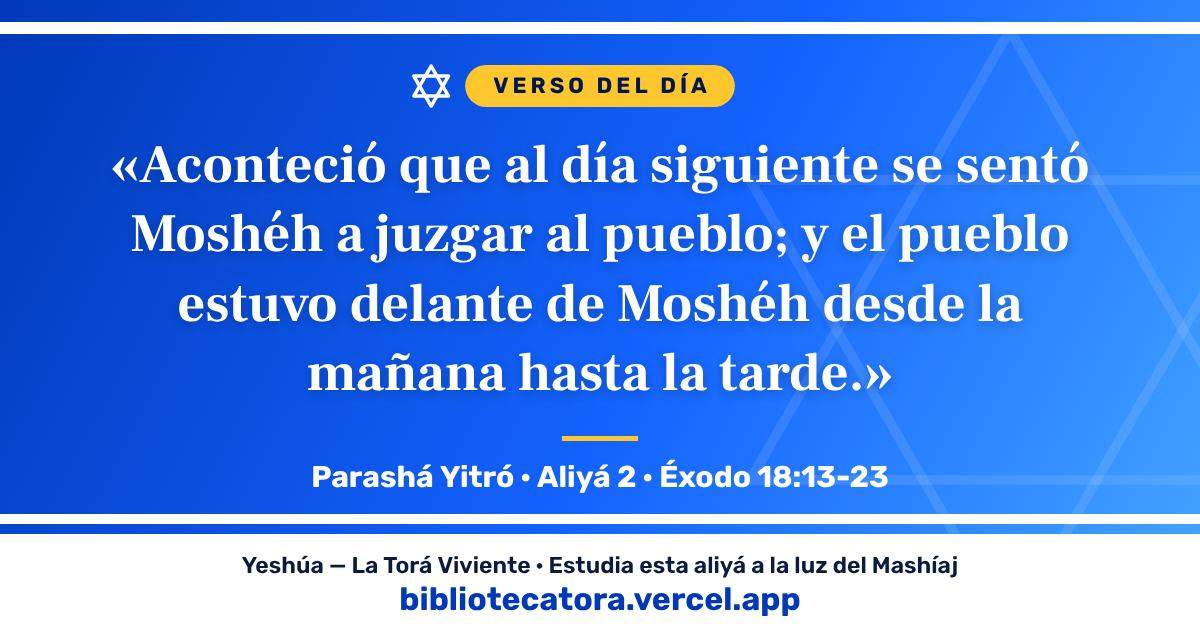 VERSO DEL DÍA
«Aconteció que al día siguiente se sentó
Moshéh a juzgar al pueblo; y el pueblo
estuvo delante de Moshéh desde la
mañana hasta la tarde.»
Parashá Yitró • Aliyá 2 • Éxodo 18:13-23
Yeshúa — La Torá Viviente • Estudia esta aliyá a la luz del Mashíaj
bibliotecatora.vercel.app